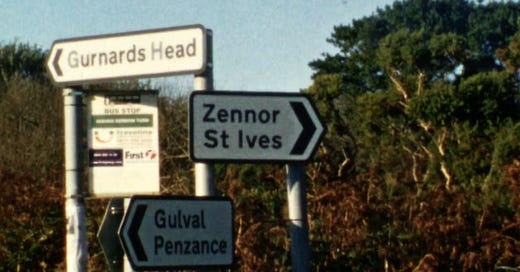 Gurnards Head
BUS STOP
traveline
First
Zennor
St Ives
Gulval
Penzance